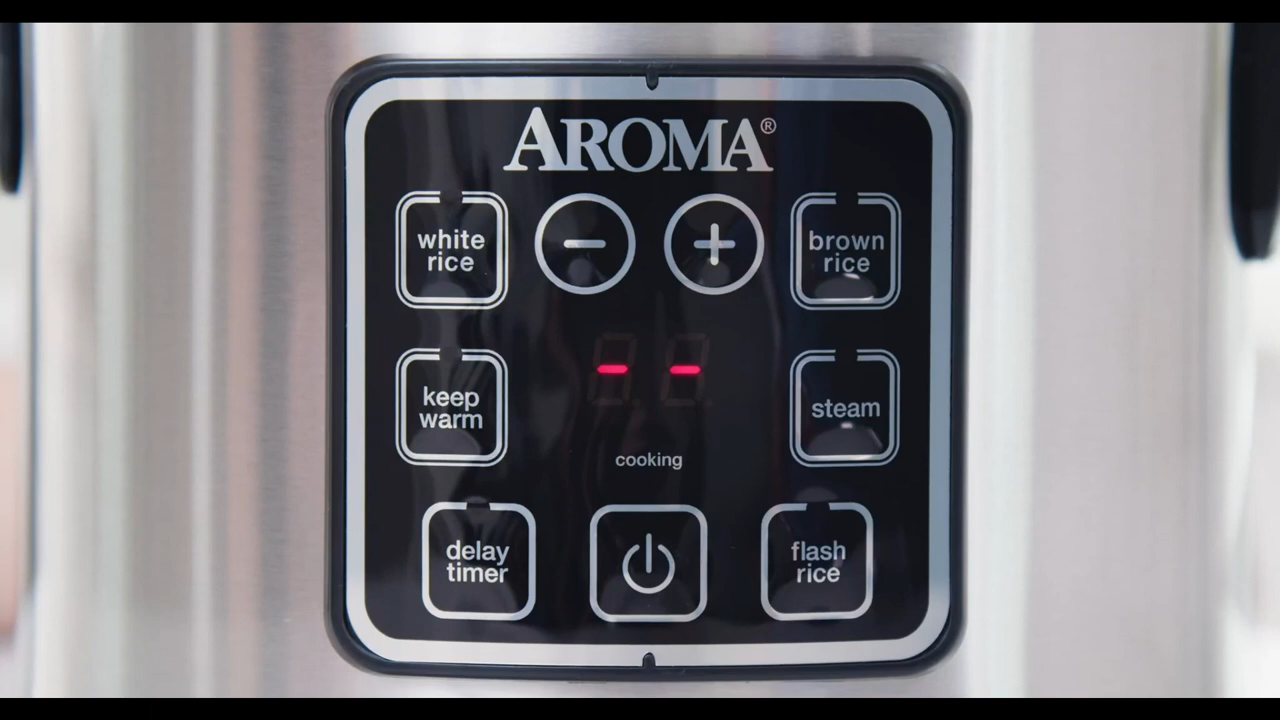 AROMA®
white
rice
−
+
brown
rice
keep
warm
- -
steam
cooking
delay
timer
flash
rice